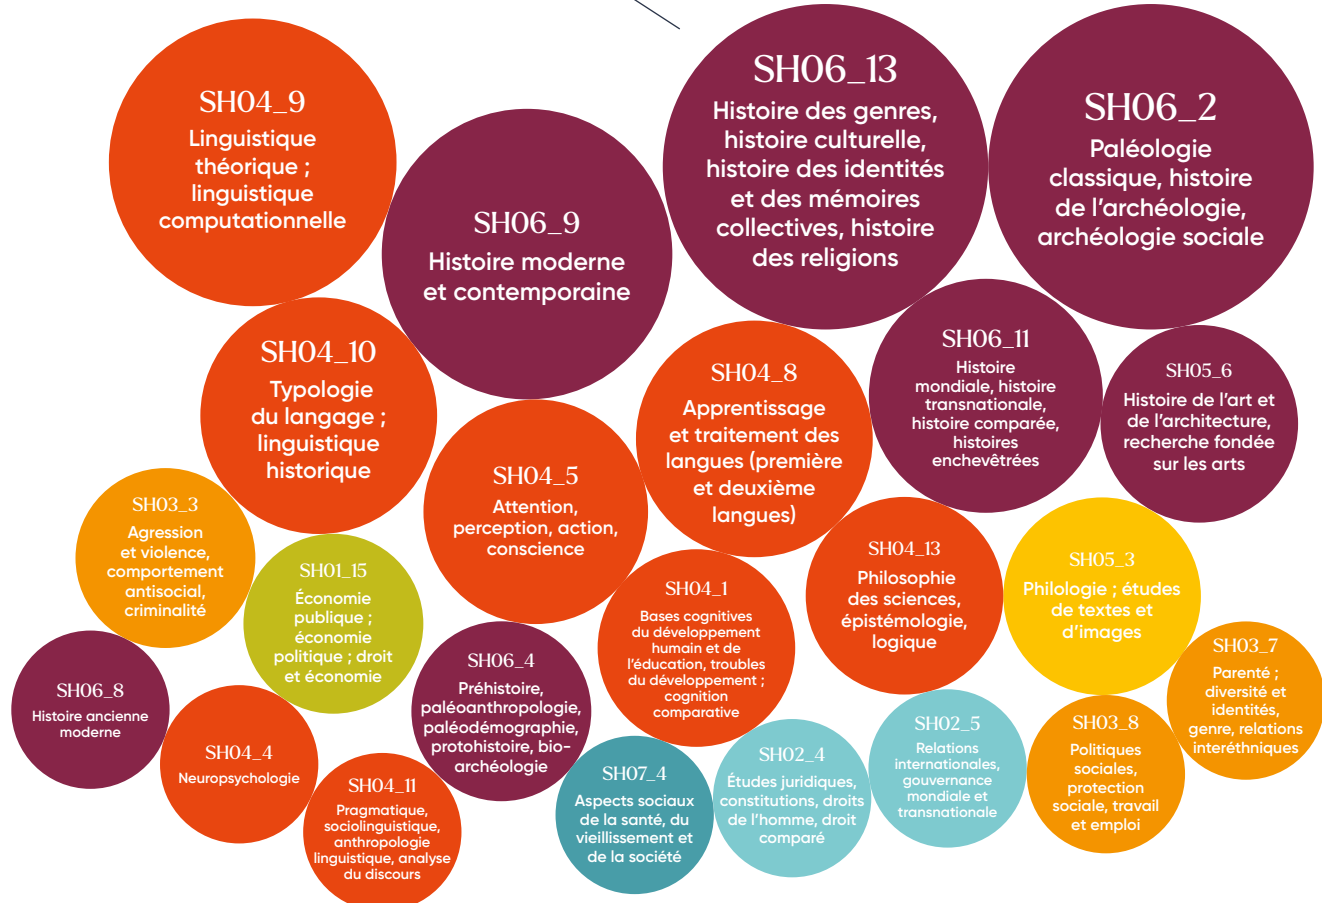 SH04_9
Linguistique
théorique ;
linguistique
computationnelle
SH06_9
Histoire moderne
et contemporaine
SH06_13
Histoire des genres,
histoire culturelle,
histoire des identités
et des mémoires
collectives, histoire
des religions
SH06_2
Paléologie
classique, histoire
de l'archéologie,
archéologie sociale
SH04_10
Typologie
du langage ;
linguistique
historique
SH04_5
Attention,
perception, action,
conscience
SH04_8
Apprentissage
et traitement des
langues (première
et deuxième
langues)
SH06_11
Histoire
mondiale, histoire
transnationale,
histoire comparée,
histoires
enchevêtrées
SH05_6
Histoire de l'art et
de l'architecture,
recherche fondée
sur les arts
SH03_3
Agression
et violence,
comportement
antisocial,
criminalité
SH01_15
Économie
publique ;
économie
politique ; droit
et économie
SH04_1
Bases cognitives
du développement
humain et de
l'éducation, troubles
du développement ;
cognition
comparative
SH04_13
Philosophie
des sciences,
épistémologie,
logique
SH05_3
Philologie ; études
de textes et
d'images
SH03_7
Parenté ;
diversité et
identités,
genre, relations
interéthniques
SH06_8
Histoire ancienne
moderne
SH04_4
Neuropsychologie
SH04_11
Pragmatique,
sociolinguistique,
anthropologie
linguistique, analyse
du discours
SH06_4
Préhistoire,
paléoanthropologie,
paléodémographie,
protohistoire, bio-
archéologie
SH07_4
Aspects sociaux
de la santé, du
vieillissement et
de la société
SH02_4
Études juridiques,
constitutions, droits
de l'homme, droit
comparé
SH02_5
Relations
internationales,
gouvernance
mondiale et
transnationale
SH03_8
Politiques
sociales,
protection
sociale, travail
et emploi